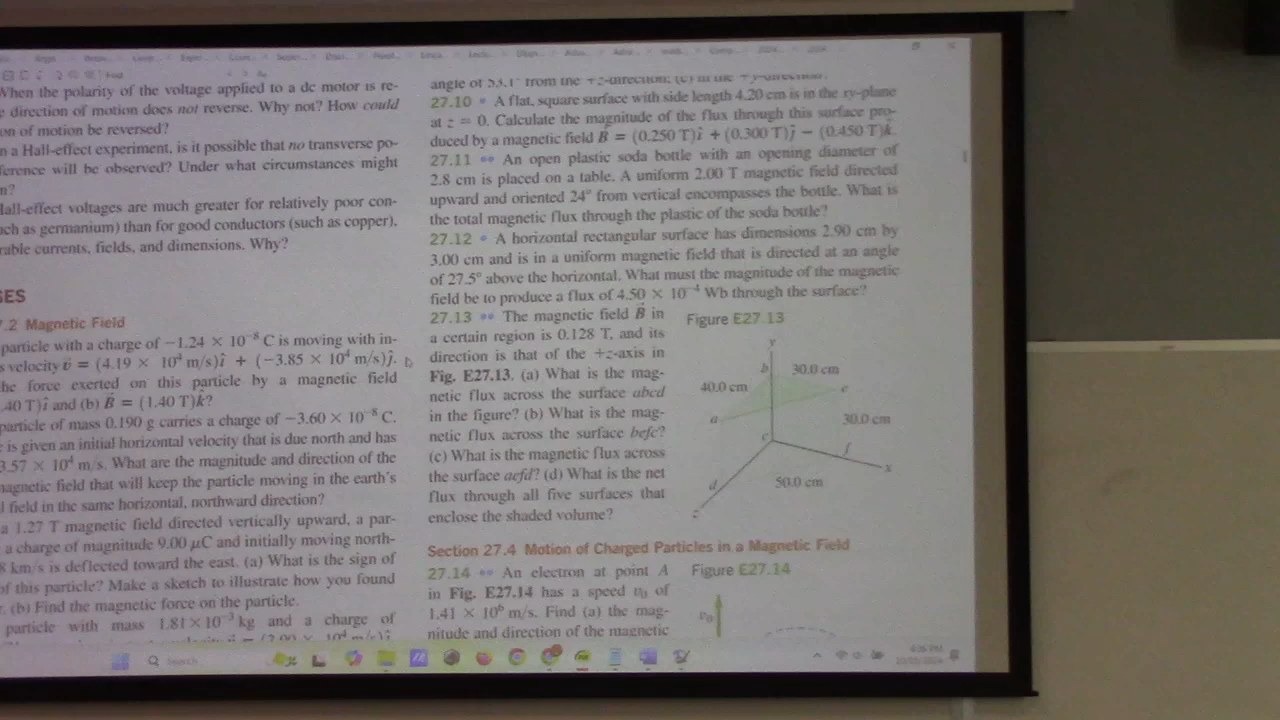 When the polarity of the voltage applied to a dc motor is re-
e direction of motion does not reverse. Why not? How could
on of motion be reversed?
n a Hall-effect experiment, is it possible that no transverse po-
ference will be observed? Under what circumstances might
n?
Hall-effect voltages are much greater for relatively poor con-
ch as germanium) than for good conductors (such as copper),
rable currents, fields, and dimensions. Why?
SES
7.2 Magnetic Field
particle with a charge of −1.24 × 10⁻⁸ C is moving with in-
s velocity v⃗ = (4.19 × 10⁴ m/s)î + (−3.85 × 10⁴ m/s)ĵ.
he force exerted on this particle by a magnetic field
.40 T)î and (b) B⃗ = (1.40 T)k̂?
particle of mass 0.190 g carries a charge of −3.60 × 10⁻⁸ C.
e is given an initial horizontal velocity that is due north and has
3.57 × 10⁴ m/s. What are the magnitude and direction of the
magnetic field that will keep the particle moving in the earth's
l field in the same horizontal, northward direction?
a 1.27 T magnetic field directed vertically upward, a par-
a charge of magnitude 9.00 μC and initially moving north-
8 km/s is deflected toward the east. (a) What is the sign of
of this particle? Make a sketch to illustrate how you found
r. (b) Find the magnetic force on the particle.
particle with mass 1.81 × 10⁻³ kg and a charge of
angle of 53.1° from the +z-direction; (c) in the +y-direction.
27.10 • A flat, square surface with side length 4.20 cm is in the xy-plane
at z = 0. Calculate the magnitude of the flux through this surface pro-
duced by a magnetic field B⃗ = (0.250 T)î + (0.300 T)ĵ − (0.450 T)k̂.
27.11 •• An open plastic soda bottle with an opening diameter of
2.8 cm is placed on a table. A uniform 2.00 T magnetic field directed
upward and oriented 24° from vertical encompasses the bottle. What is
the total magnetic flux through the plastic of the soda bottle?
27.12 • A horizontal rectangular surface has dimensions 2.90 cm by
3.00 cm and is in a uniform magnetic field that is directed at an angle
of 27.5° above the horizontal. What must the magnitude of the magnetic
field be to produce a flux of 4.50 × 10⁻⁴ Wb through the surface?
27.13 •• The magnetic field B⃗ in
a certain region is 0.128 T, and its
direction is that of the +z-axis in
Fig. E27.13. (a) What is the mag-
netic flux across the surface abcd
in the figure? (b) What is the mag-
netic flux across the surface befc?
(c) What is the magnetic flux across
the surface aefd? (d) What is the net
flux through all five surfaces that
enclose the shaded volume?
Figure E27.13
y
b 30.0 cm
40.0 cm e
a 30.0 cm
c
f
x
d 50.0 cm
z
Section 27.4 Motion of Charged Particles in a Magnetic Field
27.14 •• An electron at point A
in Fig. E27.14 has a speed v₀ of
1.41 × 10⁶ m/s. Find (a) the mag-
nitude and direction of the magnetic
Figure E27.14
v₀
Search